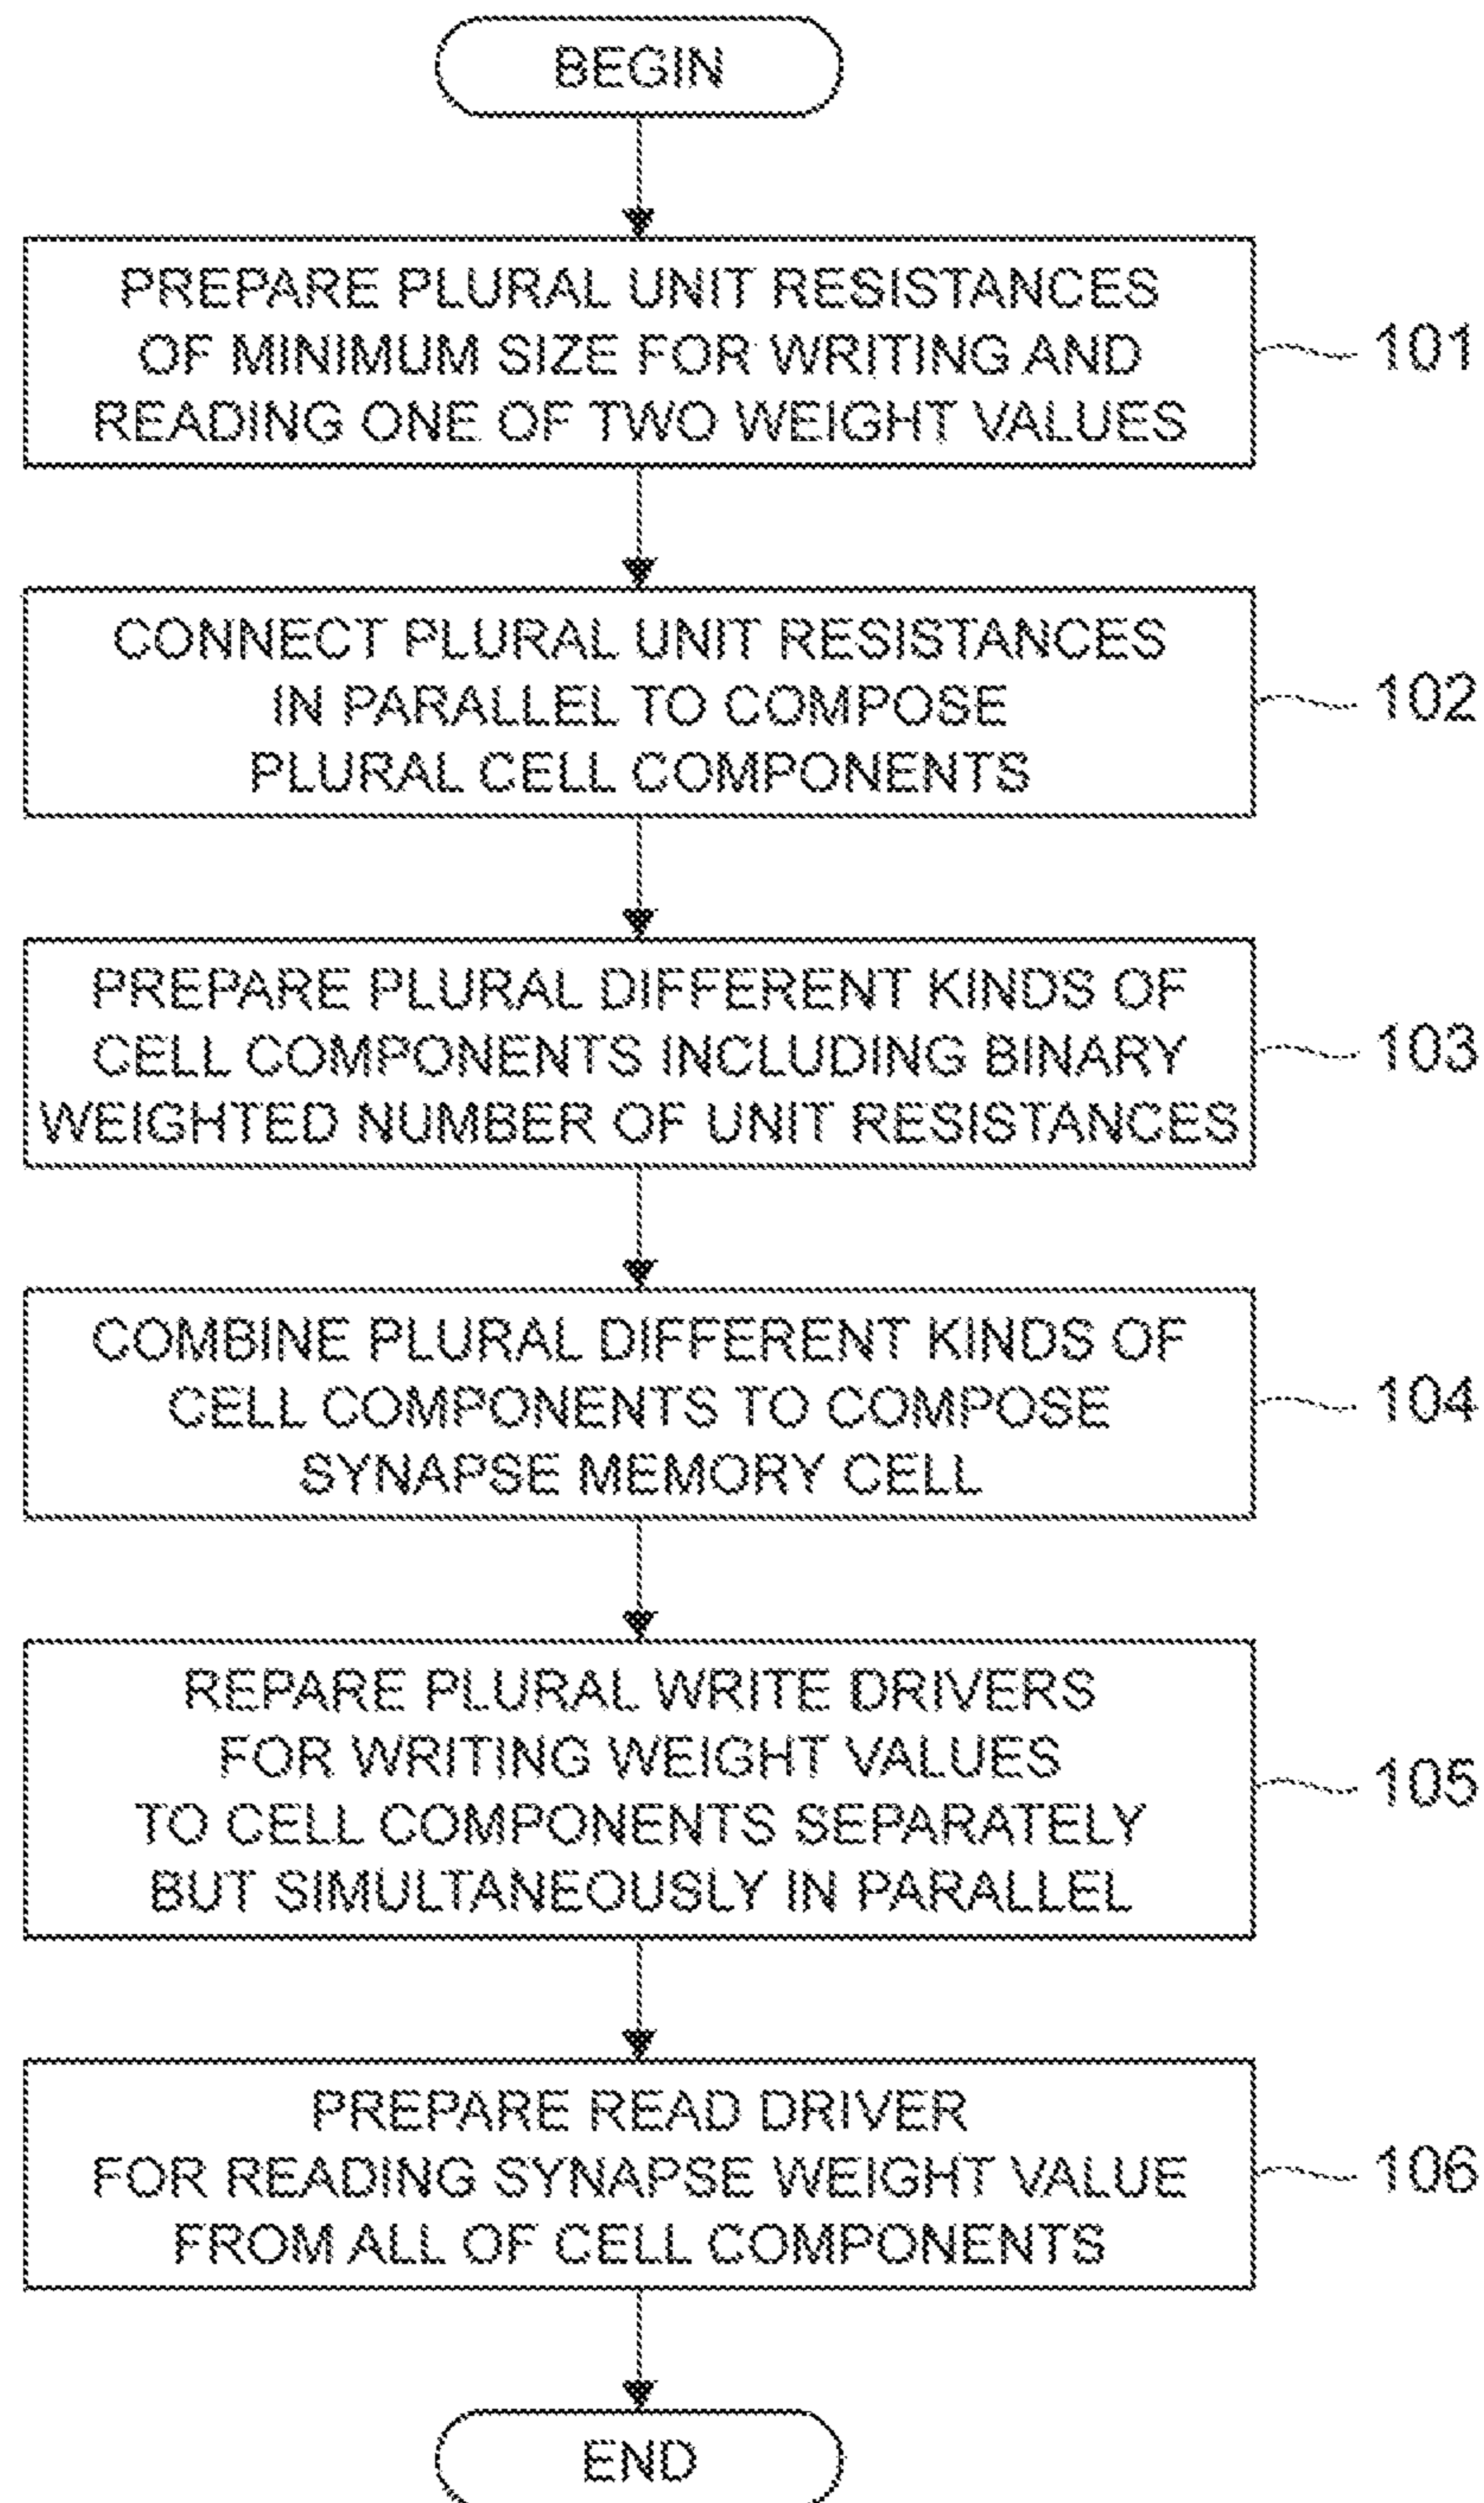 BEGIN
PREPARE PLURAL UNIT RESISTANCES
OF MINIMUM SIZE FOR WRITING AND
READING ONE OF TWO WEIGHT VALUES
101
CONNECT PLURAL UNIT RESISTANCES
IN PARALLEL TO COMPOSE
PLURAL CELL COMPONENTS
102
PREPARE PLURAL DIFFERENT KINDS OF
CELL COMPONENTS INCLUDING BINARY
WEIGHTED NUMBER OF UNIT RESISTANCES
103
COMBINE PLURAL DIFFERENT KINDS OF
CELL COMPONENTS TO COMPOSE
SYNAPSE MEMORY CELL
104
REPARE PLURAL WRITE DRIVERS
FOR WRITING WEIGHT VALUES
TO CELL COMPONENTS SEPARATELY
BUT SIMULTANEOUSLY IN PARALLEL
105
PREPARE READ DRIVER
FOR READING SYNAPSE WEIGHT VALUE
FROM ALL OF CELL COMPONENTS
106
END